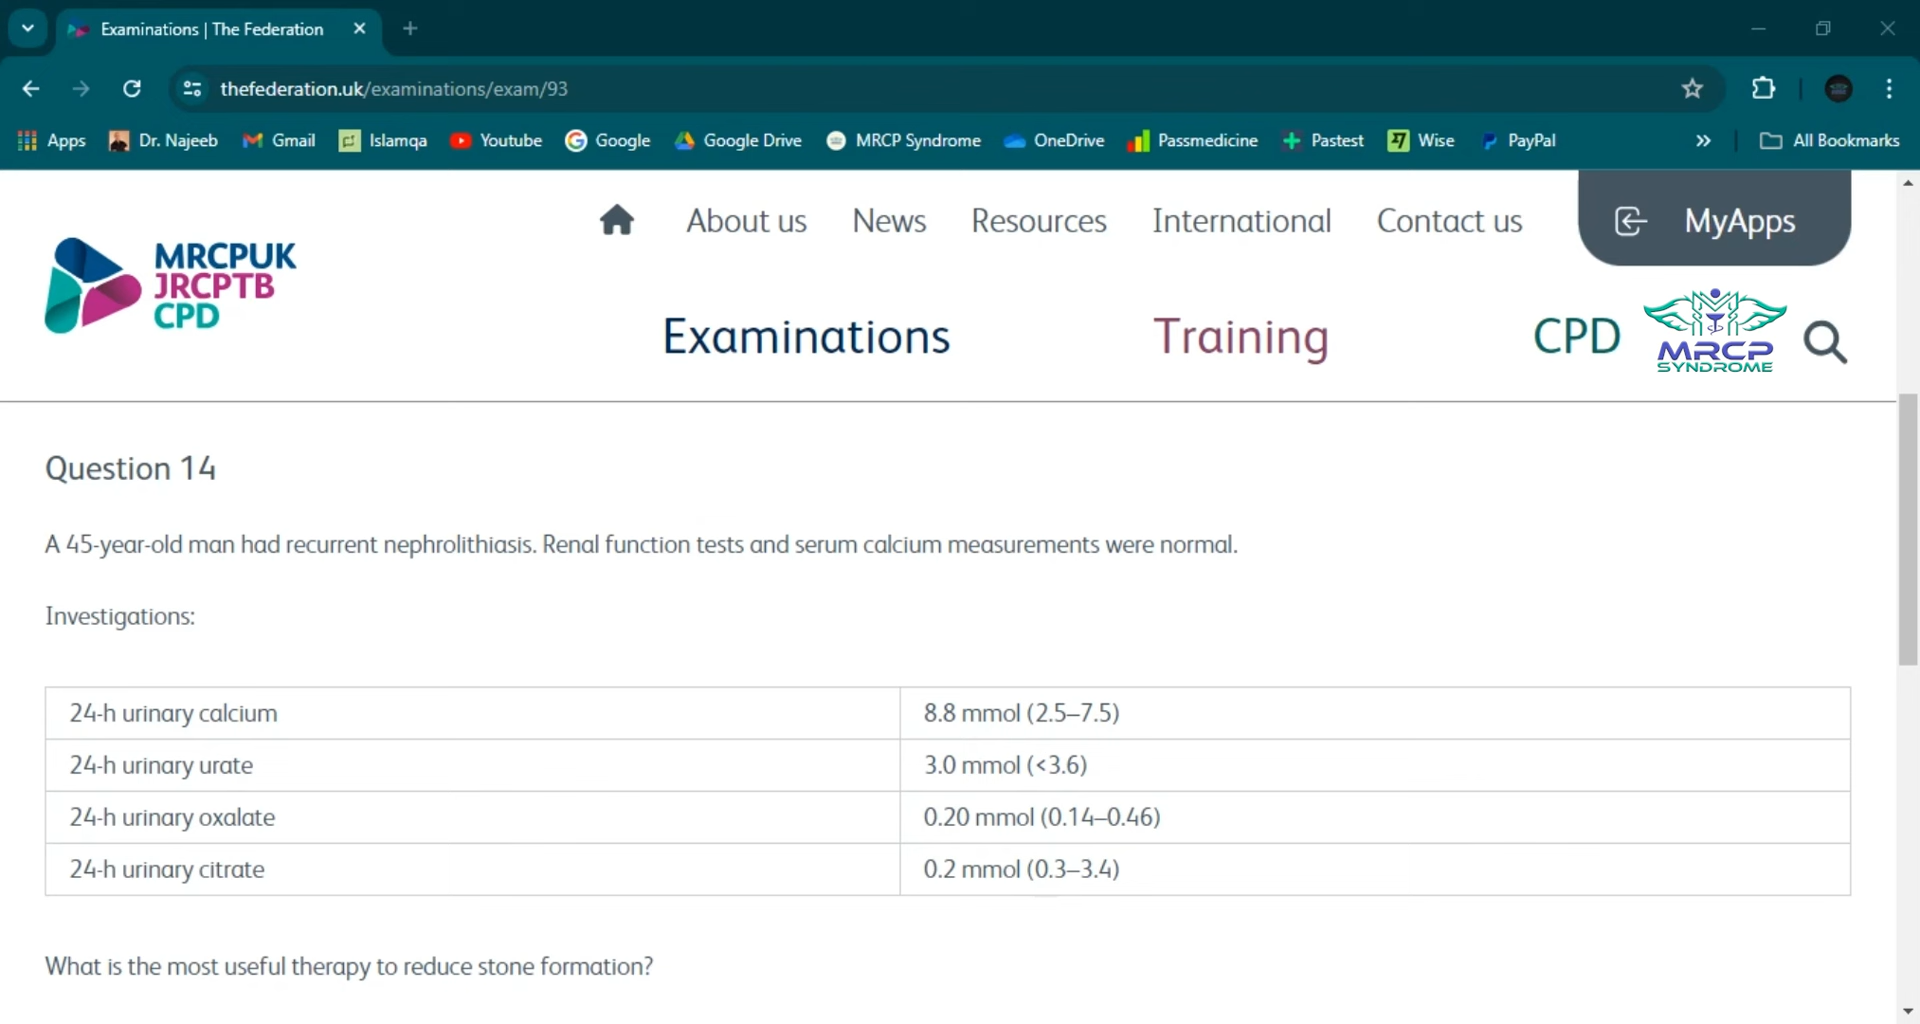 Examinations | The Federation
thefederation.uk/examinations/exam/93
Apps Dr. Najeeb Gmail Islamqa Youtube Google Google Drive MRCP Syndrome OneDrive Passmedicine Pastest Wise PayPal » All Bookmarks
About us News Resources International Contact us MyApps
MRCPUK
JRCPTB
CPD
Examinations Training CPD
MRCP
SYNDROME
Question 14
A 45-year-old man had recurrent nephrolithiasis. Renal function tests and serum calcium measurements were normal.
Investigations:
24-h urinary calcium 8.8 mmol (2.5–7.5)
24-h urinary urate 3.0 mmol (<3.6)
24-h urinary oxalate 0.20 mmol (0.14–0.46)
24-h urinary citrate 0.2 mmol (0.3–3.4)
What is the most useful therapy to reduce stone formation?